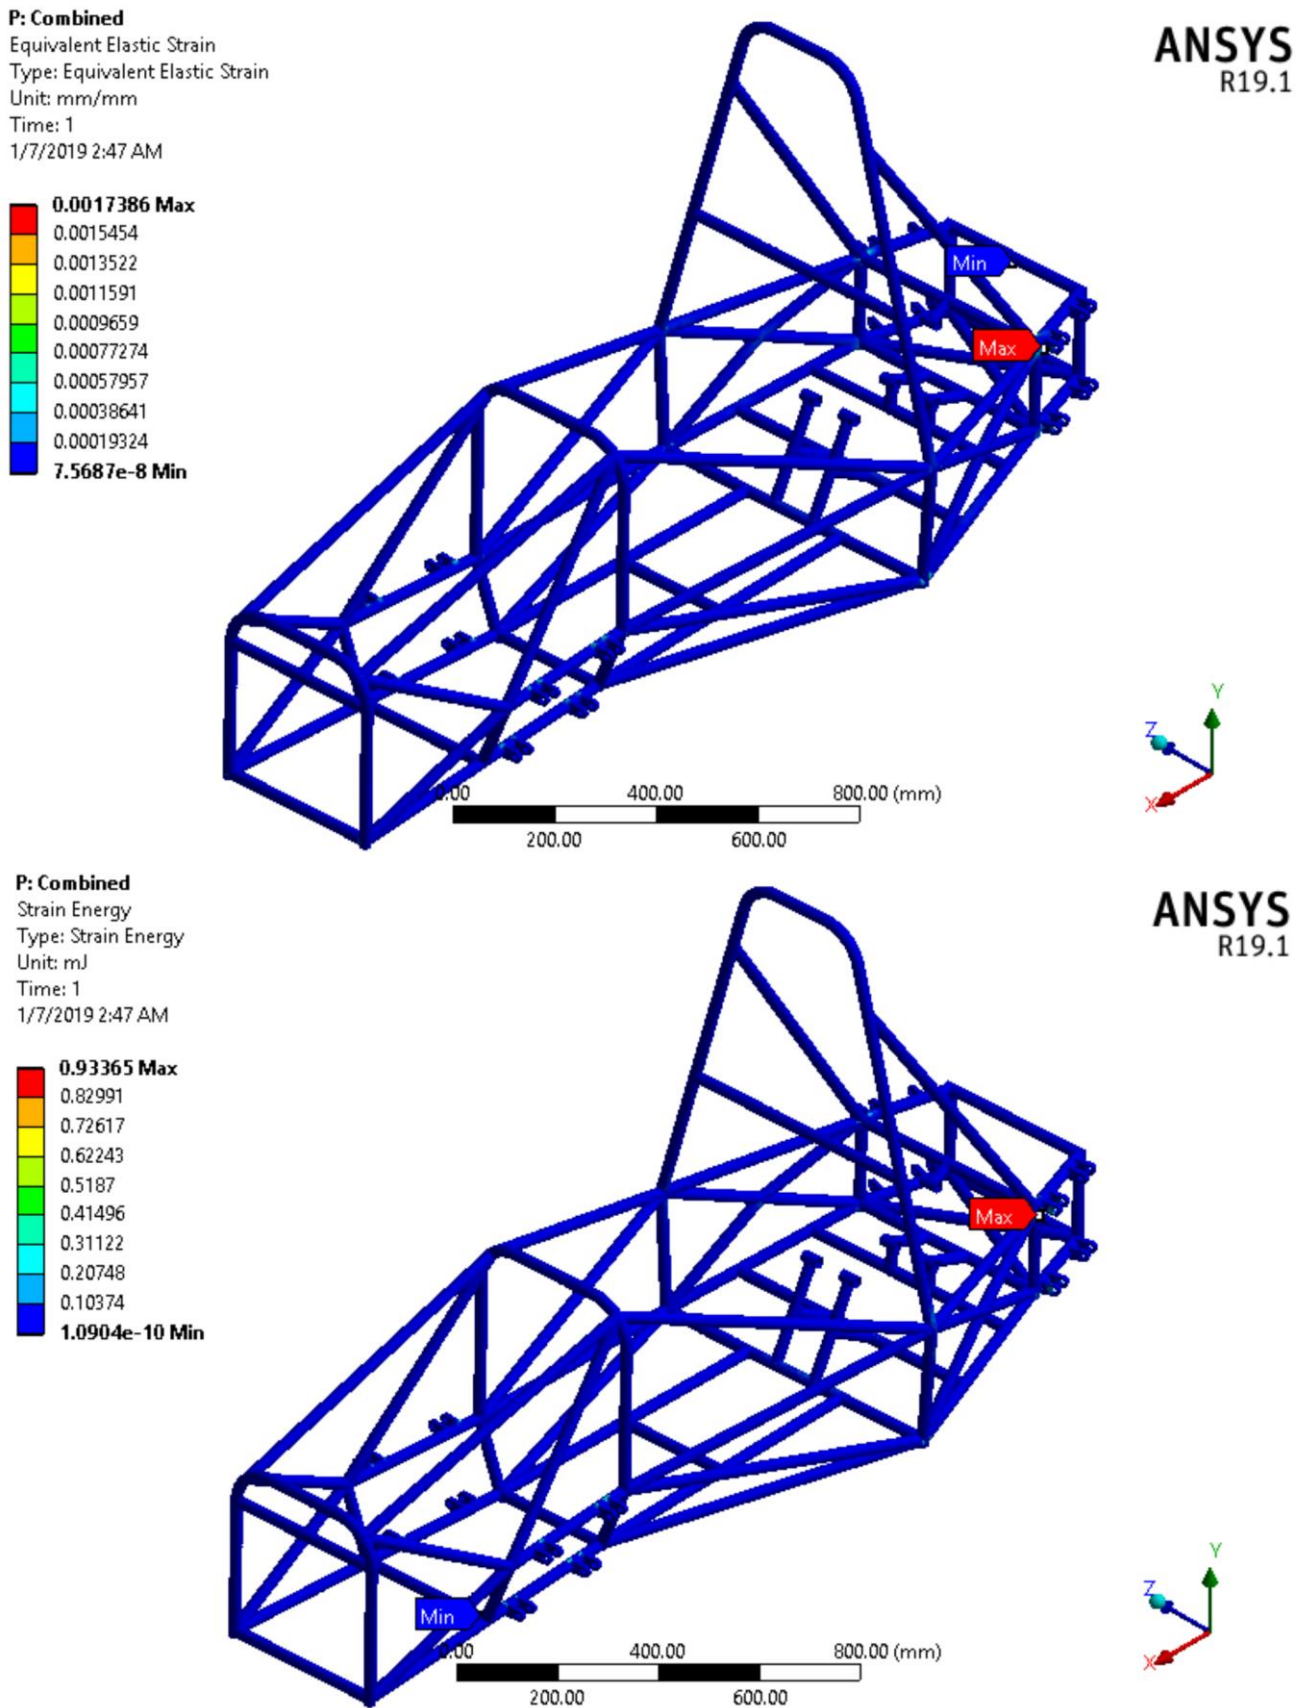 P: Combined
Equivalent Elastic Strain
Type: Equivalent Elastic Strain
Unit: mm/mm
Time: 1
1/7/2019 2:47 AM
ANSYS
R19.1
0.0017386 Max
0.0015454
0.0013522
0.0011591
0.0009659
0.00077274
0.00057957
0.00038641
0.00019324
7.5687e-8 Min
Min
Max
Y
Z
X
0.00 400.00 800.00 (mm)
200.00 600.00
P: Combined
Strain Energy
Type: Strain Energy
Unit: mJ
Time: 1
1/7/2019 2:47 AM
ANSYS
R19.1
0.93365 Max
0.82991
0.72617
0.62243
0.5187
0.41496
0.31122
0.20748
0.10374
1.0904e-10 Min
Max
Min
Y
Z
X
0.00 400.00 800.00 (mm)
200.00 600.00